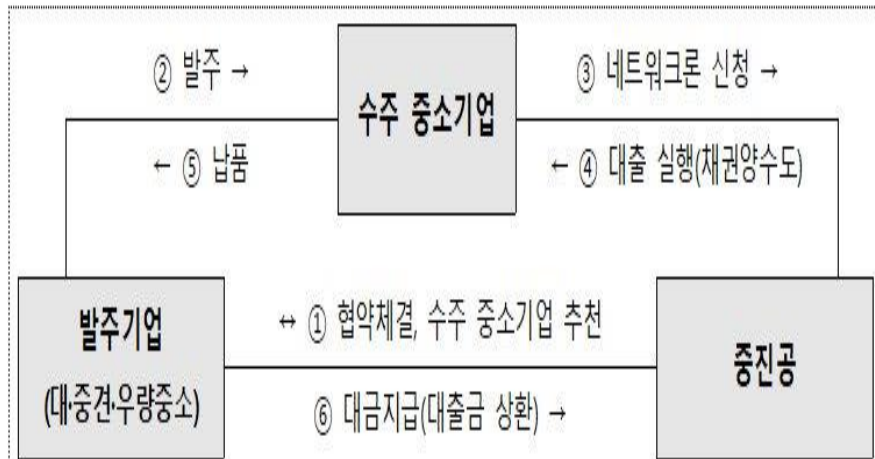 ② 발주 →
③ 네트워크론 신청 →
수주 중소기업
← ⑤ 납품
← ④ 대출 실행(채권양수도)
발주기업
(대·중견·우량중소)
↔ ① 협약체결, 수주 중소기업 추천
중진공
⑥ 대금지급(대출금 상환) →